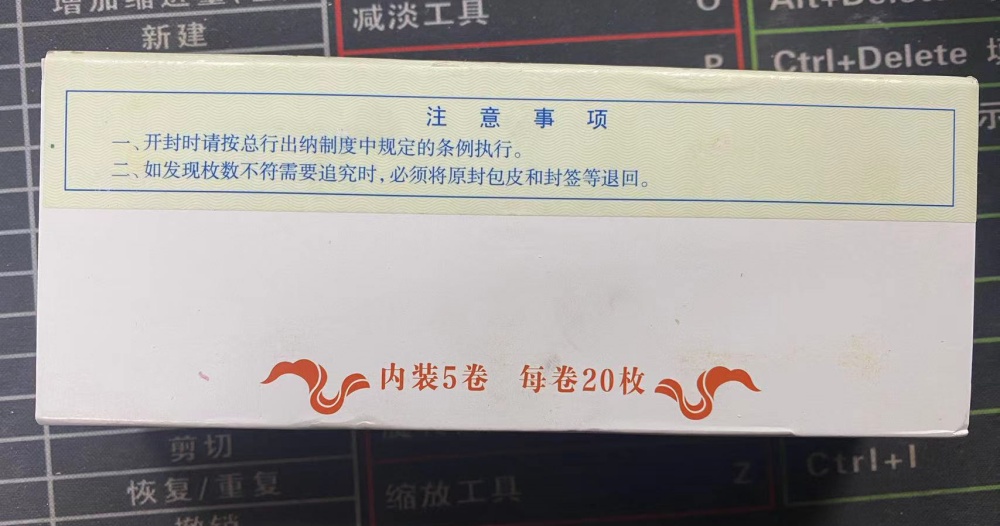 新建
减淡工具
O
P
Ctrl+Delete
注意事项
一、开封时请按总行出纳制度中规定的条例执行。
二、如发现枚数不符需要追究时，必须将原封包皮和封签等退回。
内装5卷 每卷20枚
剪切
恢复/重复
缩放工具
Z
Ctrl+I